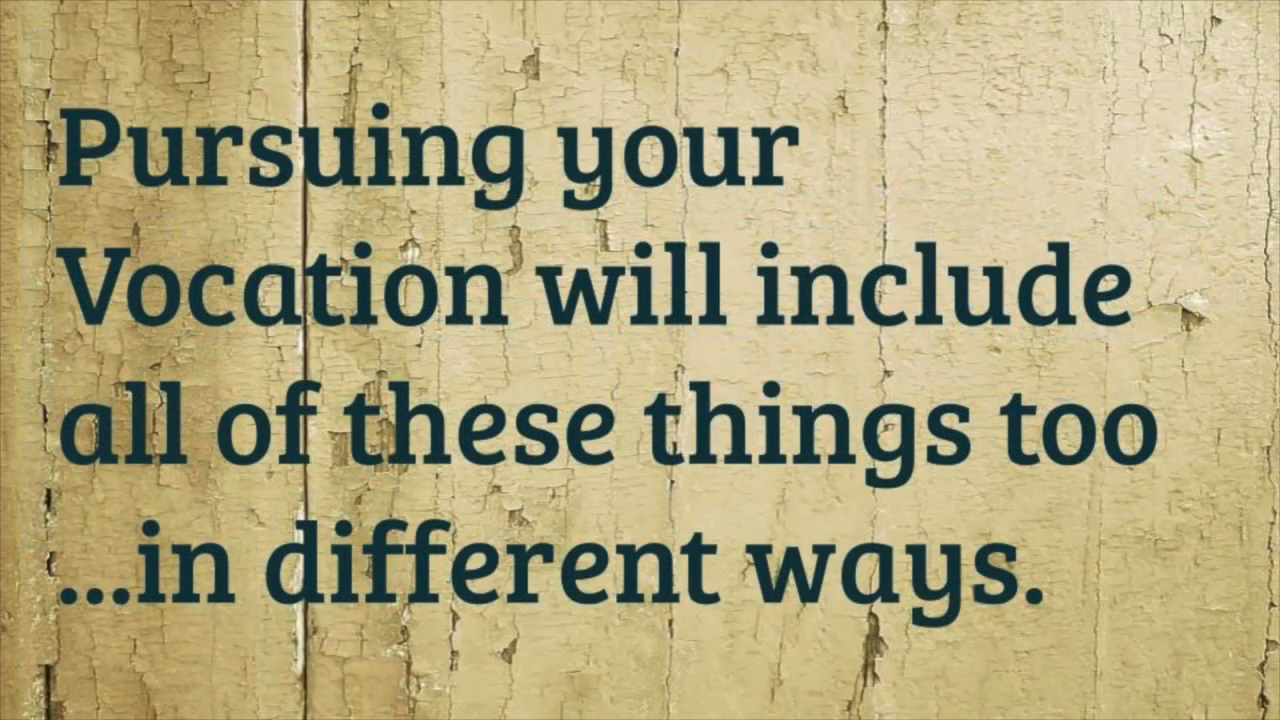 Pursuing your
Vocation will include
all of these things too
...in different ways.